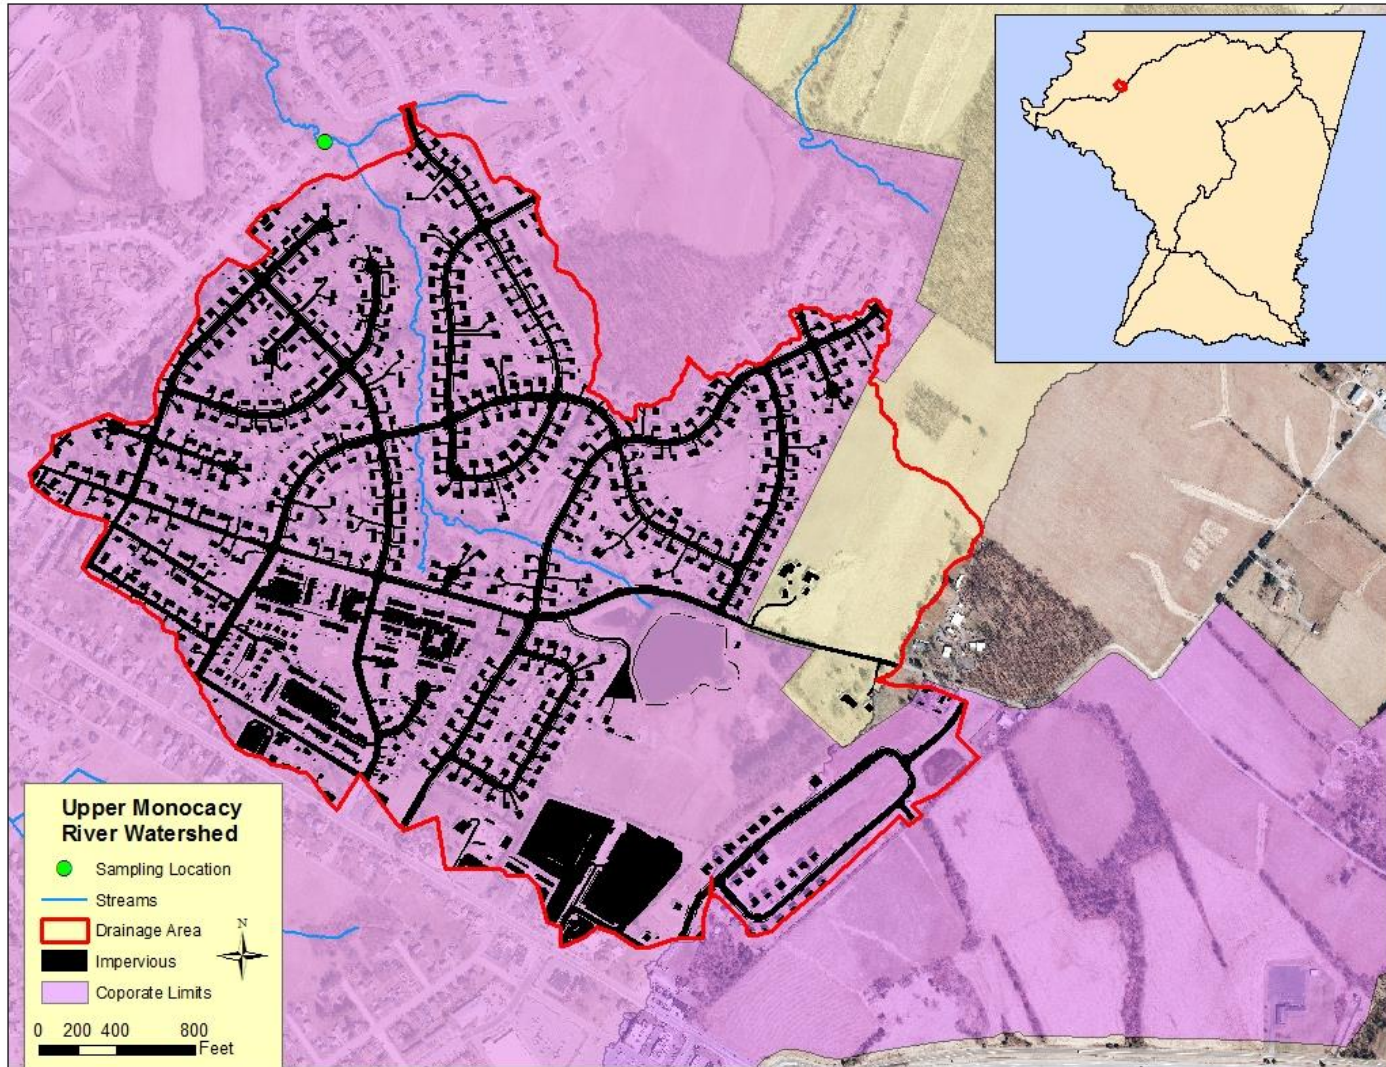 Upper Monocacy
River Watershed
Sampling Location
Streams
Drainage Area
N
Impervious
Coporate Limits
0 200 400 800
Feet